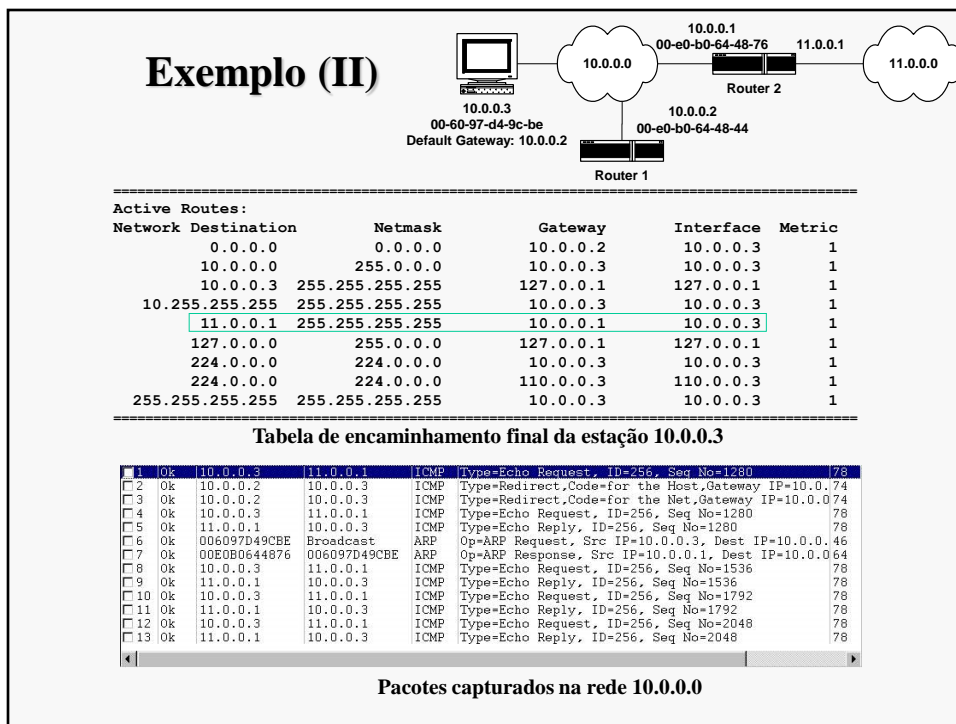 Exemplo (II)
10.0.0.1
00-e0-b0-64-48-76
11.0.0.1
10.0.0.0
11.0.0.0
Router 2
10.0.0.3
00-60-97-d4-9c-be
Default Gateway: 10.0.0.2
10.0.0.2
00-e0-b0-64-48-44
Router 1
Active Routes:
Network Destination Netmask Gateway Interface Metric
0.0.0.0 0.0.0.0 10.0.0.2 10.0.0.3 1
10.0.0.0 255.0.0.0 10.0.0.3 10.0.0.3 1
10.0.0.3 255.255.255.255 127.0.0.1 127.0.0.1 1
10.255.255.255 255.255.255.255 10.0.0.3 10.0.0.3 1
11.0.0.1 255.255.255.255 10.0.0.1 10.0.0.3 1
127.0.0.0 255.0.0.0 127.0.0.1 127.0.0.1 1
224.0.0.0 224.0.0.0 10.0.0.3 10.0.0.3 1
224.0.0.0 224.0.0.0 110.0.0.3 110.0.0.3 1
255.255.255.255 255.255.255.255 10.0.0.3 10.0.0.3 1
Tabela de encaminhamento final da estação 10.0.0.3
1 Ok 10.0.0.3 11.0.0.1 ICMP Type=Echo Request, ID=256, Seq No=1280 78
2 Ok 10.0.0.2 10.0.0.3 ICMP Type=Redirect,Code=for the Host,Gateway IP=10.0.0. 74
3 Ok 10.0.0.2 10.0.0.3 ICMP Type=Redirect,Code=for the Net,Gateway IP=10.0.0 74
4 Ok 10.0.0.3 11.0.0.1 ICMP Type=Echo Request, ID=256, Seq No=1280 78
5 Ok 11.0.0.1 10.0.0.3 ICMP Type=Echo Reply, ID=256, Seq No=1280 78
6 Ok 006097D49CBE Broadcast ARP Op=ARP Request, Src IP=10.0.0.3, Dest IP=10.0.0. 46
7 Ok 00E0B0644876 006097D49CBE ARP Op=ARP Response, Src IP=10.0.0.1, Dest IP=10.0.0 64
8 Ok 10.0.0.3 11.0.0.1 ICMP Type=Echo Request, ID=256, Seq No=1536 78
9 Ok 11.0.0.1 10.0.0.3 ICMP Type=Echo Reply, ID=256, Seq No=1536 78
10 Ok 10.0.0.3 11.0.0.1 ICMP Type=Echo Request, ID=256, Seq No=1792 78
11 Ok 11.0.0.1 10.0.0.3 ICMP Type=Echo Reply, ID=256, Seq No=1792 78
12 Ok 10.0.0.3 11.0.0.1 ICMP Type=Echo Request, ID=256, Seq No=2048 78
13 Ok 11.0.0.1 10.0.0.3 ICMP Type=Echo Reply, ID=256, Seq No=2048 78
Pacotes capturados na rede 10.0.0.0